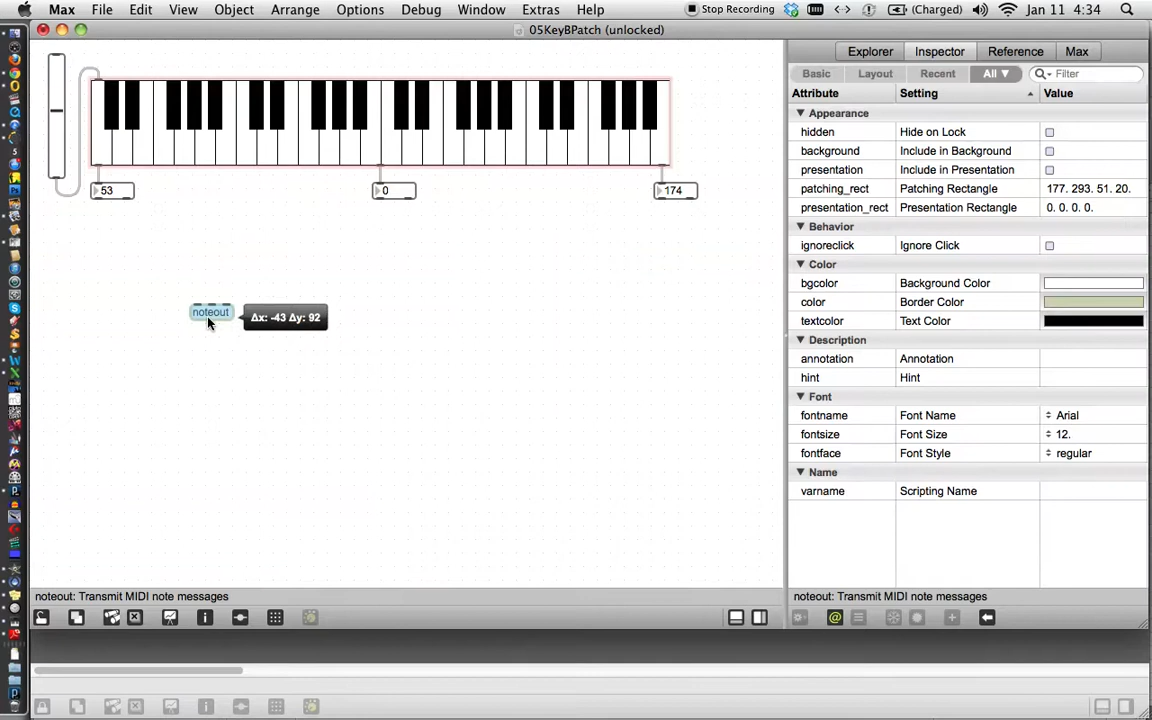 Max File Edit View Object Arrange Options Debug Window Extras Help Stop Recording (Charged) Jan 11 4:34
05KeyBPatch (unlocked)
Explorer Inspector Reference Max
Basic Layout Recent All ▼ Filter
Attribute Setting Value
Appearance
hidden Hide on Lock
background Include in Background
presentation Include in Presentation
patching_rect Patching Rectangle 177. 293. 51. 20.
presentation_rect Presentation Rectangle 0. 0. 0. 0.
Behavior
ignoreclick Ignore Click
Color
bgcolor Background Color
color Border Color
textcolor Text Color
Description
annotation Annotation
hint Hint
Font
fontname Font Name Arial
fontsize Font Size 12.
fontface Font Style regular
Name
varname Scripting Name
53
0
174
noteout
Δx: -43 Δy: 92
noteout: Transmit MIDI note messages
noteout: Transmit MIDI note messages